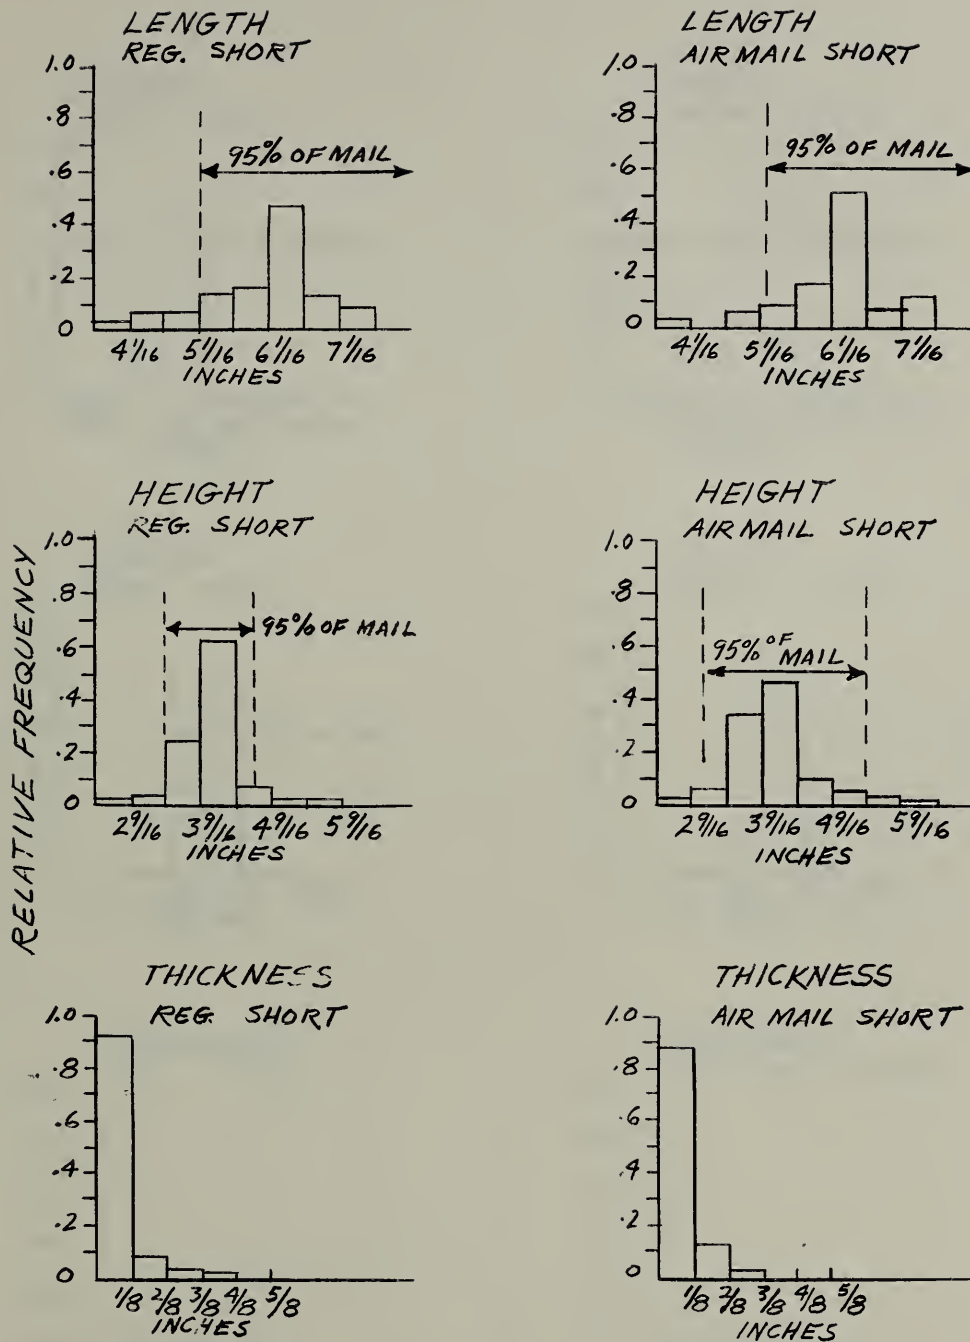 LENGTH
REG. SHORT
1.0
.8
.6
.4
.2
0
95% OF MAIL
4 1/16 5 1/16 6 1/16 7 1/16
INCHES
LENGTH
AIR MAIL SHORT
1.0
.8
.6
.4
.2
0
95% OF MAIL
4 1/16 5 1/16 6 1/16 7 1/16
INCHES
RELATIVE FREQUENCY
HEIGHT
REG. SHORT
1.0
.8
.6
.4
.2
0
95% OF MAIL
2 9/16 3 9/16 4 9/16 5 9/16
INCHES
HEIGHT
AIR MAIL SHORT
1.0
.8
.6
.4
.2
0
95% OF
MAIL
2 9/16 3 9/16 4 9/16 5 9/16
INCHES
THICKNESS
REG. SHORT
1.0
.8
.6
.4
.2
0
1/8 2/8 3/8 4/8 5/8
INCHES
THICKNESS
AIR MAIL SHORT
1.0
.8
.6
.4
.2
0
1/8 2/8 3/8 4/8 5/8
INCHES